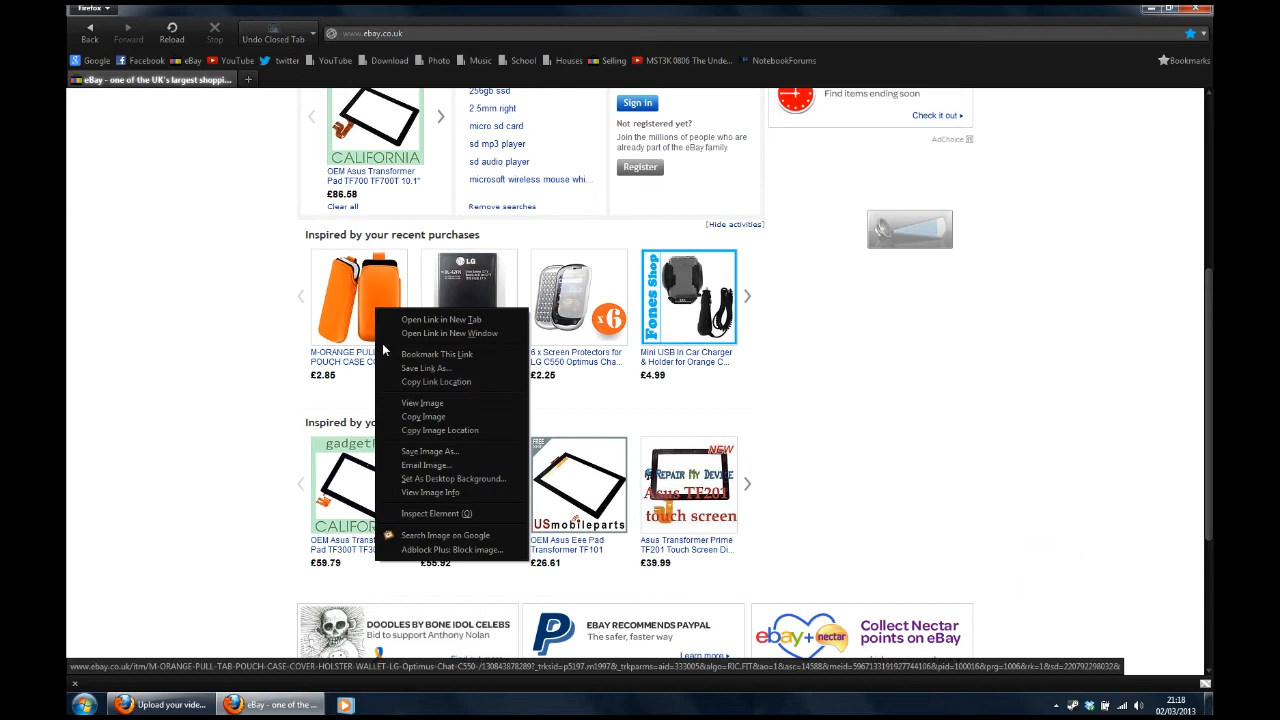 Firefox
Back
Forward
Reload
Stop
Undo Closed Tab
www.ebay.co.uk
Google
Facebook
eBay
YouTube
twitter
YouTube
Download
Photo
Music
School
Houses
Selling
MST3K 0806 The Unde...
NotebookForums
Bookmarks
eBay - one of the UK's largest shoppi...
CALIFORNIA
OEM Asus Transformer
Pad TF700 TF700T 10.1"
£86.58
Clear all
256gb ssd
2.5mm right
micro sd card
sd mp3 player
sd audio player
microsoft wireless mouse whi...
Remove searches
Sign in
Not registered yet?
Join the millions of people who are
already part of the eBay family
Register
Find items ending soon
Check it out
AdChoice
[Hide activities]
Inspired by your recent purchases
LG
M-ORANGE PULL
POUCH CASE CO
£2.85
x6
6 x Screen Protectors for
LG C550 Optimus Cha...
£2.25
Fones Shop
Mini USB In Car Charger
& Holder for Orange C...
£4.99
Open Link in New Tab
Open Link in New Window
Bookmark This Link
Save Link As...
Copy Link Location
View Image
Copy Image
Copy Image Location
Save Image As...
Email Image...
Set As Desktop Background...
View Image Info
Inspect Element (Q)
Search Image on Google
Adblock Plus: Block image...
Inspired by yo
OEM Asus Transf
Pad TF300T TF30
£59.79
£55.92
FREE
USmobileparts
OEM Asus Eee Pad
Transformer TF101
£26.61
NEW
REPAIR MY DEVICE
Asus TF201
touch screen
Asus Transformer Prime
TF201 Touch Screen Di...
£39.99
DOODLES BY BONE IDOL CELEBS
Bid to support Anthony Nolan
EBAY RECOMMENDS PAYPAL
The safer, faster way
Learn more
ebay+nectar
Collect Nectar
points on eBay
Upload your vide...
eBay - one of the ...
21:18
02/03/2013